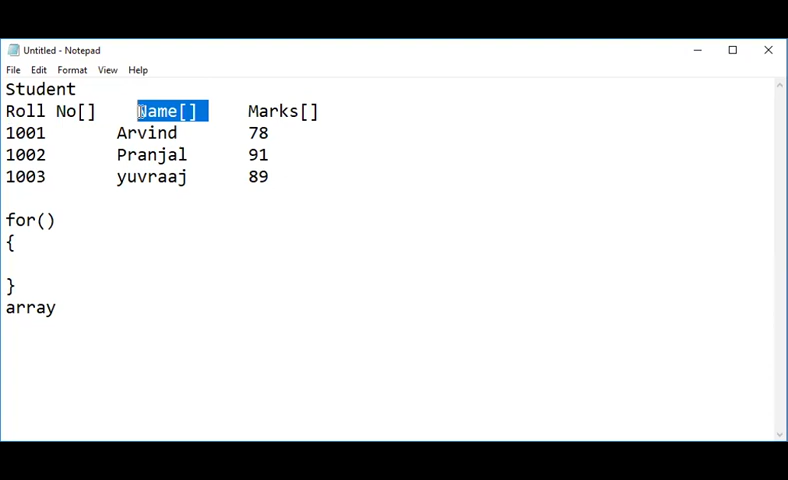 Untitled - Notepad
File Edit Format View Help
Student
Roll No[] Name[] Marks[]
1001 Arvind 78
1002 Pranjal 91
1003 yuvraaj 89
for()
{
}
array